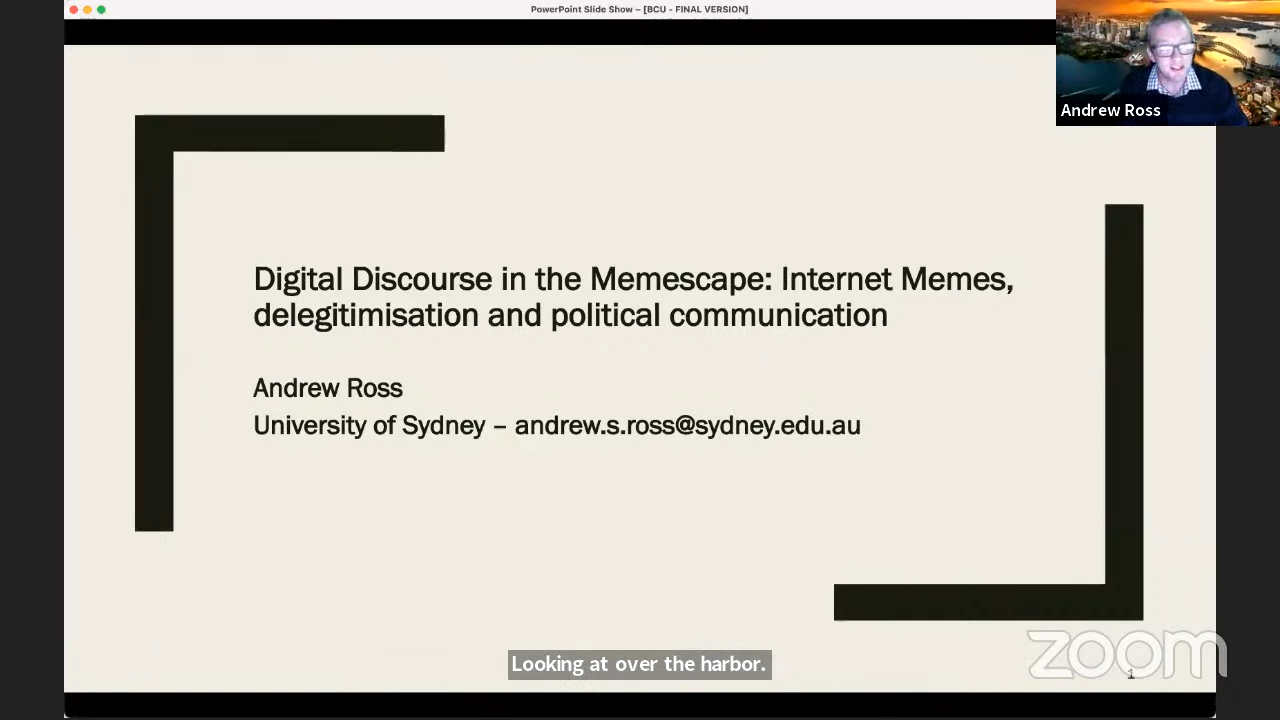 PowerPoint Slide Show – [BCU - FINAL VERSION]
Andrew Ross
Digital Discourse in the Memescape: Internet Memes,
delegitimisation and political communication
Andrew Ross
University of Sydney – andrew.s.ross@sydney.edu.au
Looking at over the harbor.
zoom
1